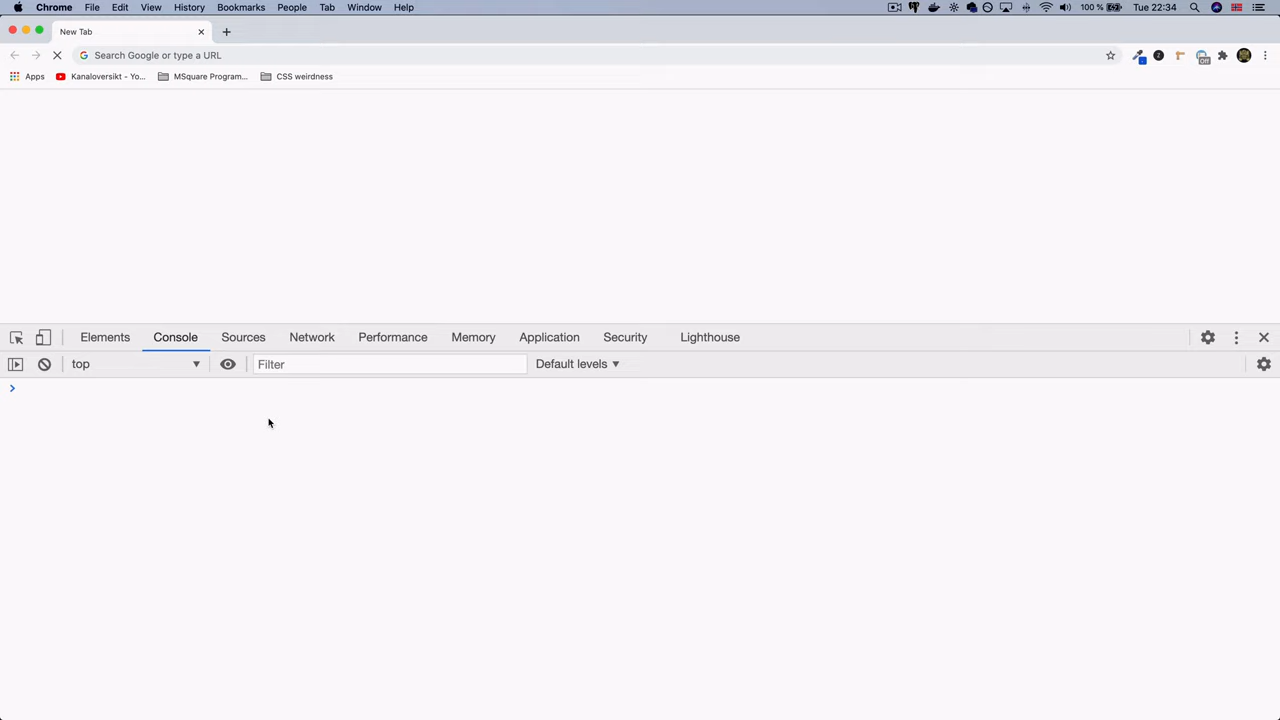 Chrome File Edit View History Bookmarks People Tab Window Help 100 % Tue 22:34
New Tab
Search Google or type a URL
Off
Apps Kanaloversikt - Yo... MSquare Program... CSS weirdness
Elements Console Sources Network Performance Memory Application Security Lighthouse
top Filter Default levels